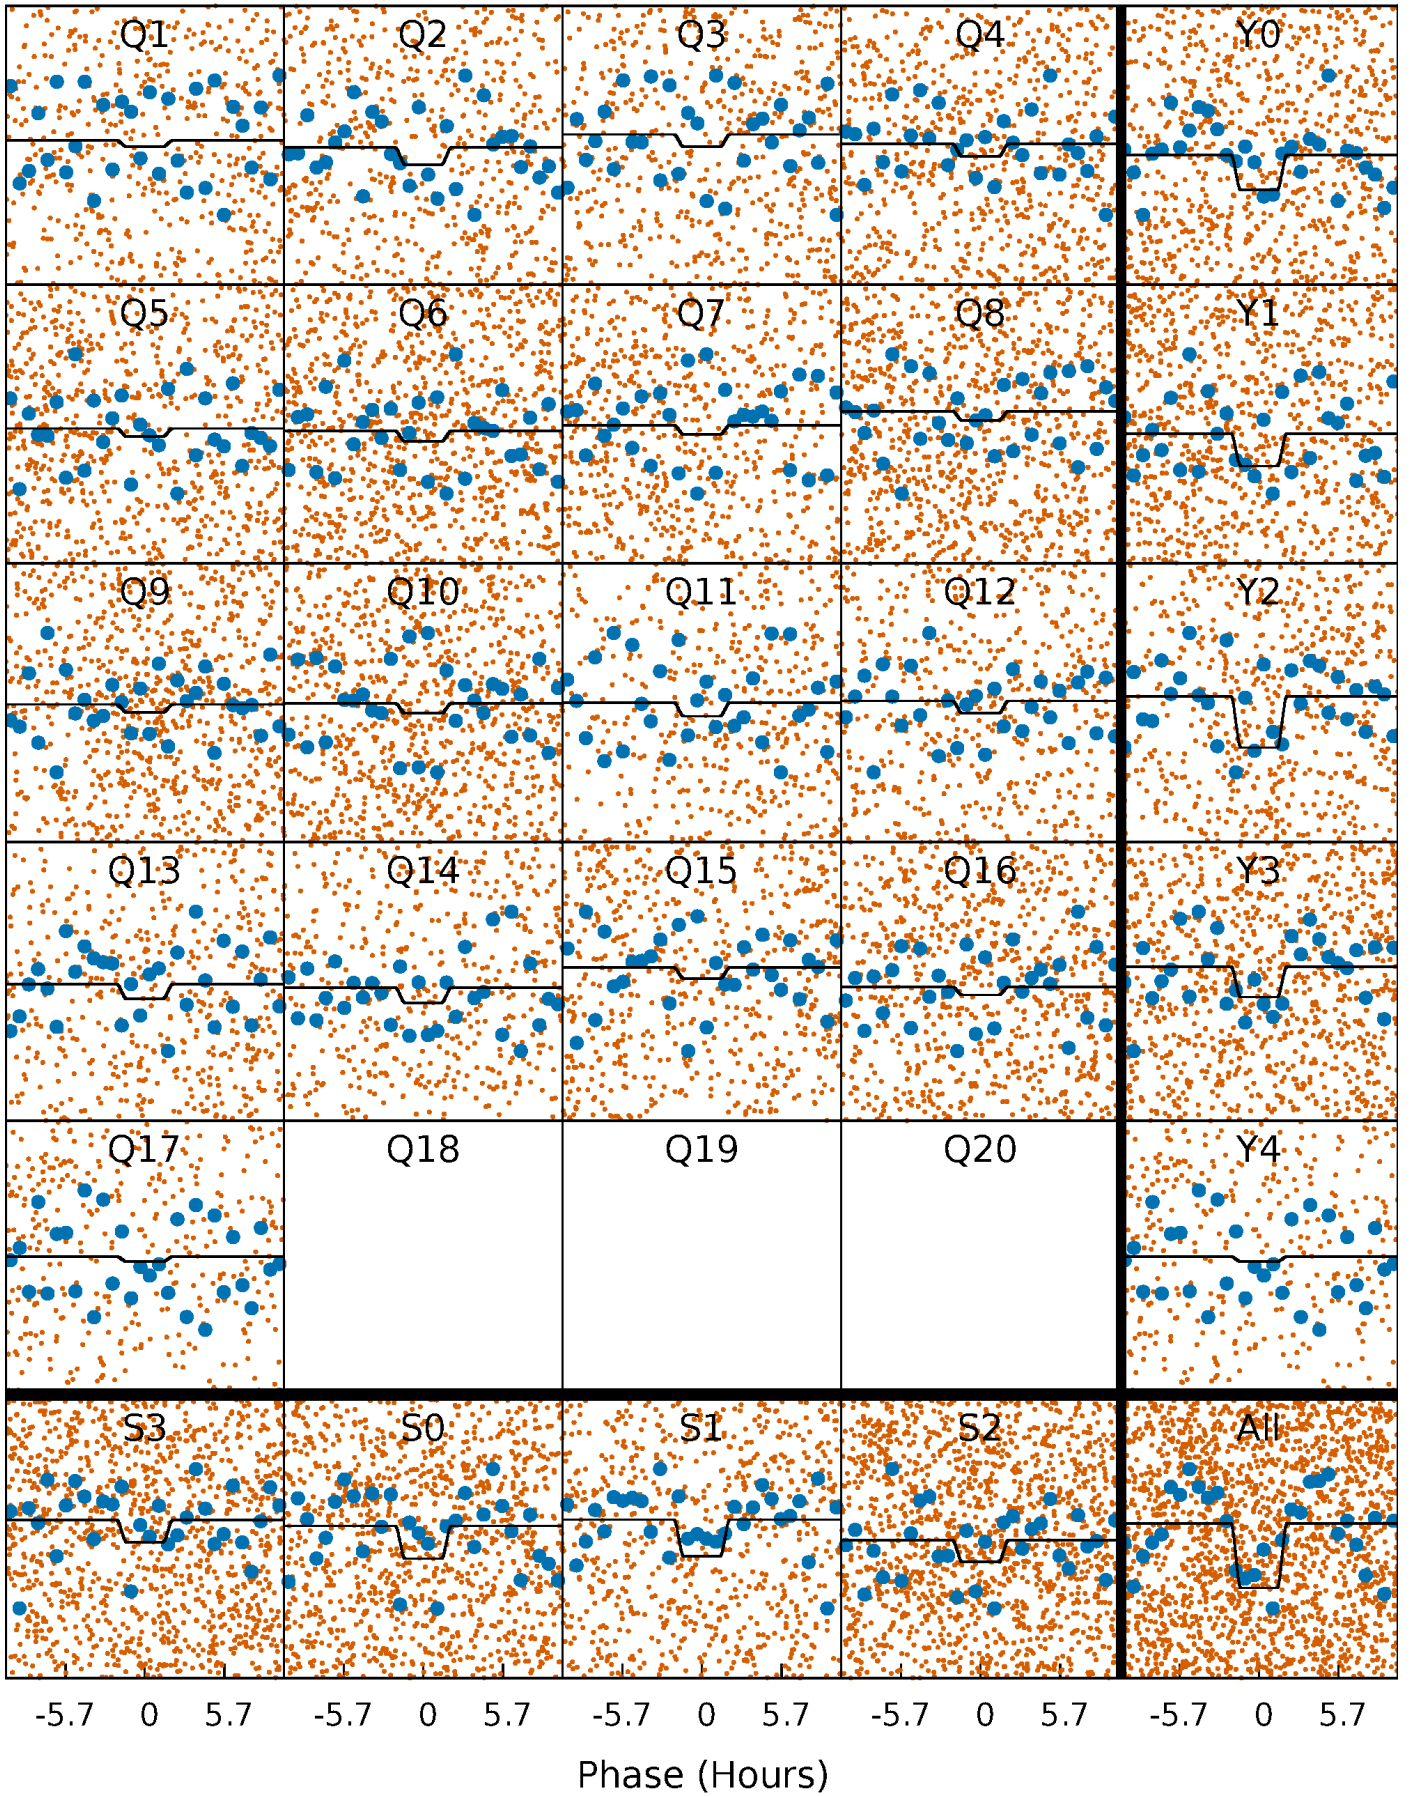 Q1 Q2 Q3 Q4 Y0
Q5 Q6 Q7 Q8 Y1
Q9 Q10 Q11 Q12 Y2
Q13 Q14 Q15 Q16 Y3
Q17 Q18 Q19 Q20 Y4
S3 S0 S1 S2 All
-5.7 0 5.7 -5.7 0 5.7 -5.7 0 5.7 -5.7 0 5.7 -5.7 0 5.7
Phase (Hours)